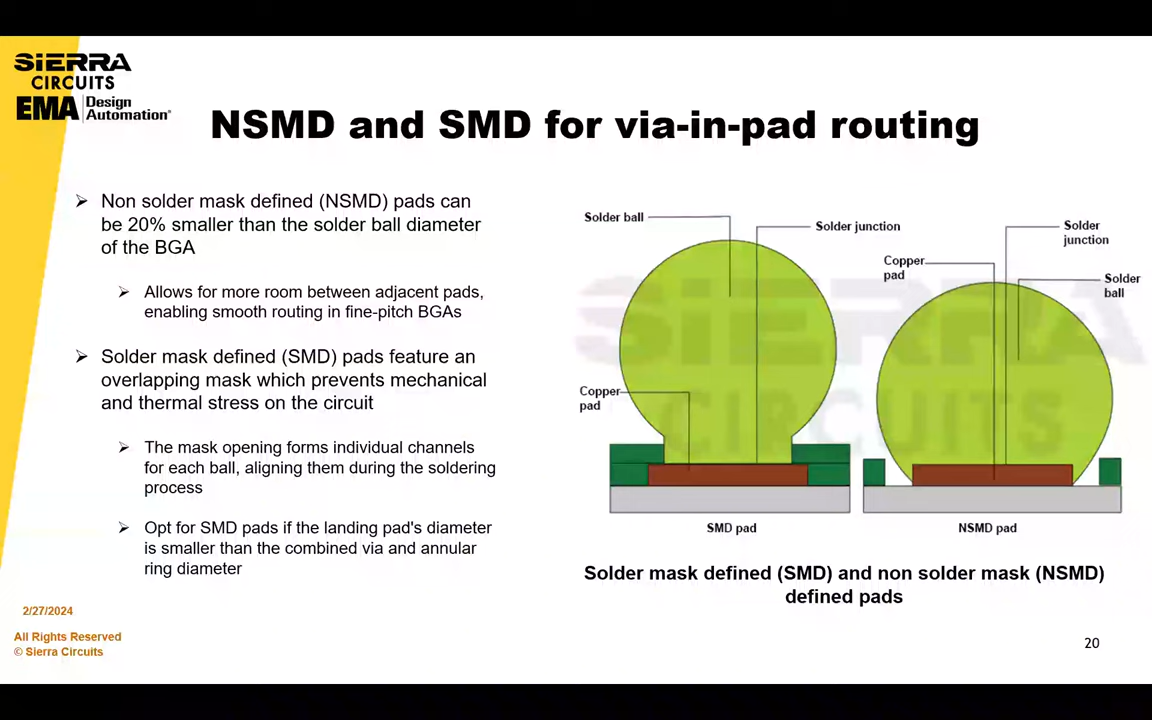 SIERRA
CIRCUITS
EMA Design
Automation®
NSMD and SMD for via-in-pad routing
Non solder mask defined (NSMD) pads can
be 20% smaller than the solder ball diameter
of the BGA
Allows for more room between adjacent pads,
enabling smooth routing in fine-pitch BGAs
Solder mask defined (SMD) pads feature an
overlapping mask which prevents mechanical
and thermal stress on the circuit
The mask opening forms individual channels
for each ball, aligning them during the soldering
process
Opt for SMD pads if the landing pad's diameter
is smaller than the combined via and annular
ring diameter
Solder ball
Solder junction
Copper
pad
SMD pad
Solder
junction
Copper
pad
Solder
ball
NSMD pad
SIERRA
CIRCUITS
Solder mask defined (SMD) and non solder mask (NSMD)
defined pads
2/27/2024
All Rights Reserved
© Sierra Circuits
20